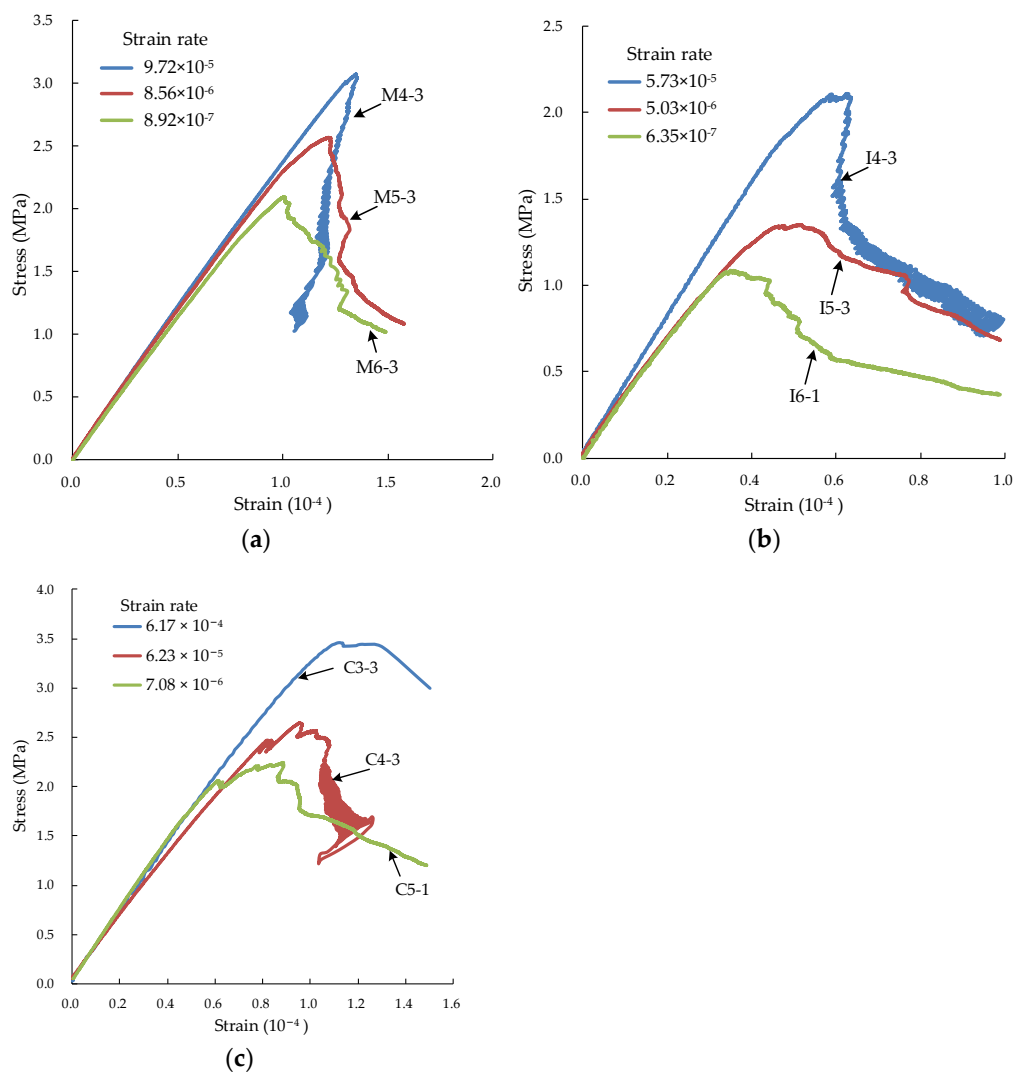 Strain rate
9.72×10⁻⁵
8.56×10⁻⁶
8.92×10⁻⁷
M4-3
M5-3
M6-3
Stress (MPa)
3.5
3.0
2.5
2.0
1.5
1.0
0.5
0.0
0.0 0.5 1.0 1.5 2.0
Strain (10⁻⁴)
(a)
Strain rate
5.73×10⁻⁵
5.03×10⁻⁶
6.35×10⁻⁷
I4-3
I5-3
I6-1
Stress (MPa)
2.5
2.0
1.5
1.0
0.5
0.0
0.0 0.2 0.4 0.6 0.8 1.0
Strain (10⁻⁴)
(b)
Strain rate
6.17 × 10⁻⁴
6.23 × 10⁻⁵
7.08 × 10⁻⁶
C3-3
C4-3
C5-1
Stress (MPa)
4.0
3.5
3.0
2.5
2.0
1.5
1.0
0.5
0.0
0.0 0.2 0.4 0.6 0.8 1.0 1.2 1.4 1.6
Strain (10⁻⁴)
(c)